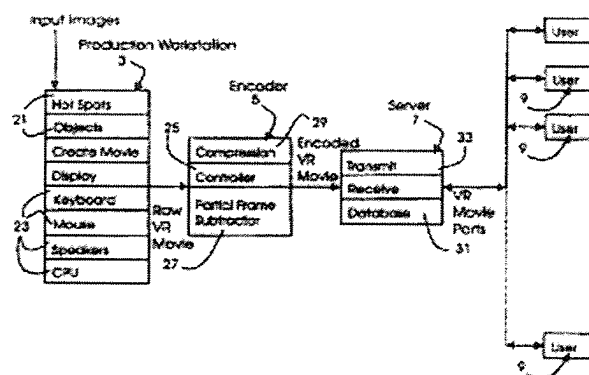 Input Images
Production Workstation
3
Hot Spots
21
Objects
Create Movie
Display
Keyboard
23
Mouse
Speakers
CPU
Raw
VR
Movie
Encoder
5
25
29
Compression
Controller
Partial Frame
Subtractor
27
Encoded
VR
Movie
Server
7
33
Transmit
Receive
Database
31
VR
Movie
Parts
User
User
9
User
9
User
9